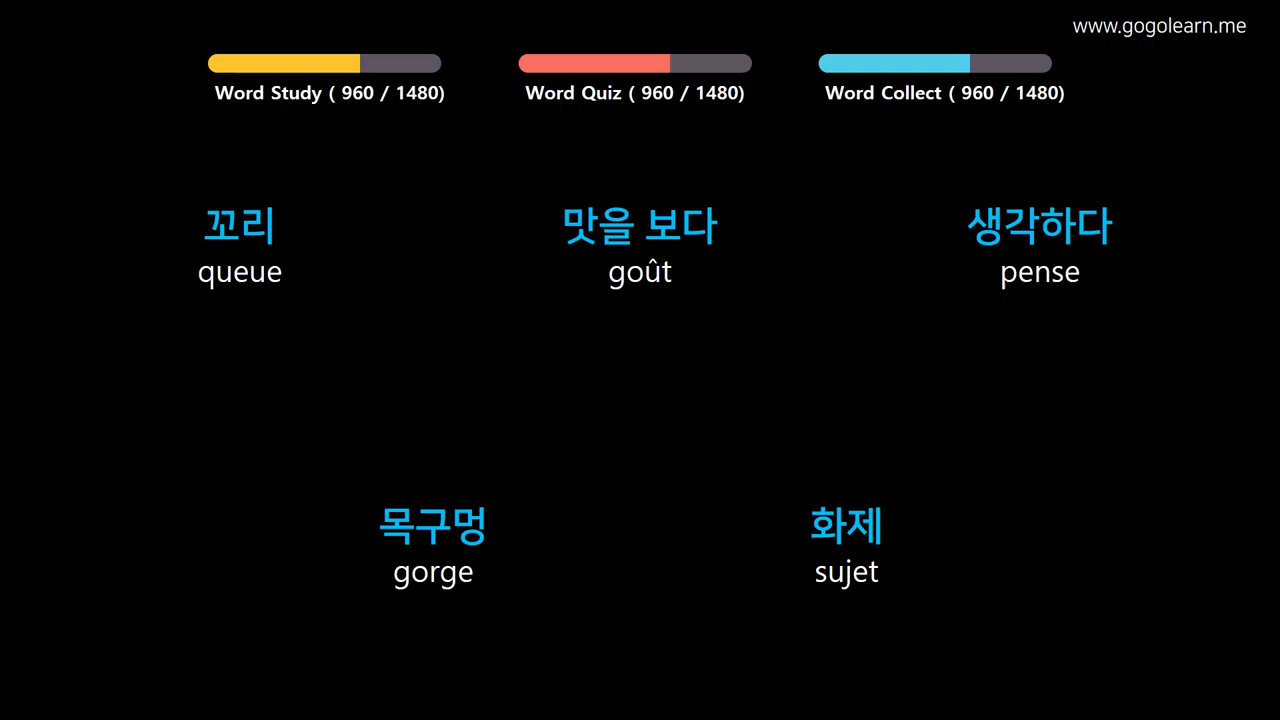 www.gogolearn.me
Word Study ( 960 / 1480)
Word Quiz ( 960 / 1480)
Word Collect ( 960 / 1480)
꼬리
queue
맛을 보다
goût
생각하다
pense
목구멍
gorge
화제
sujet